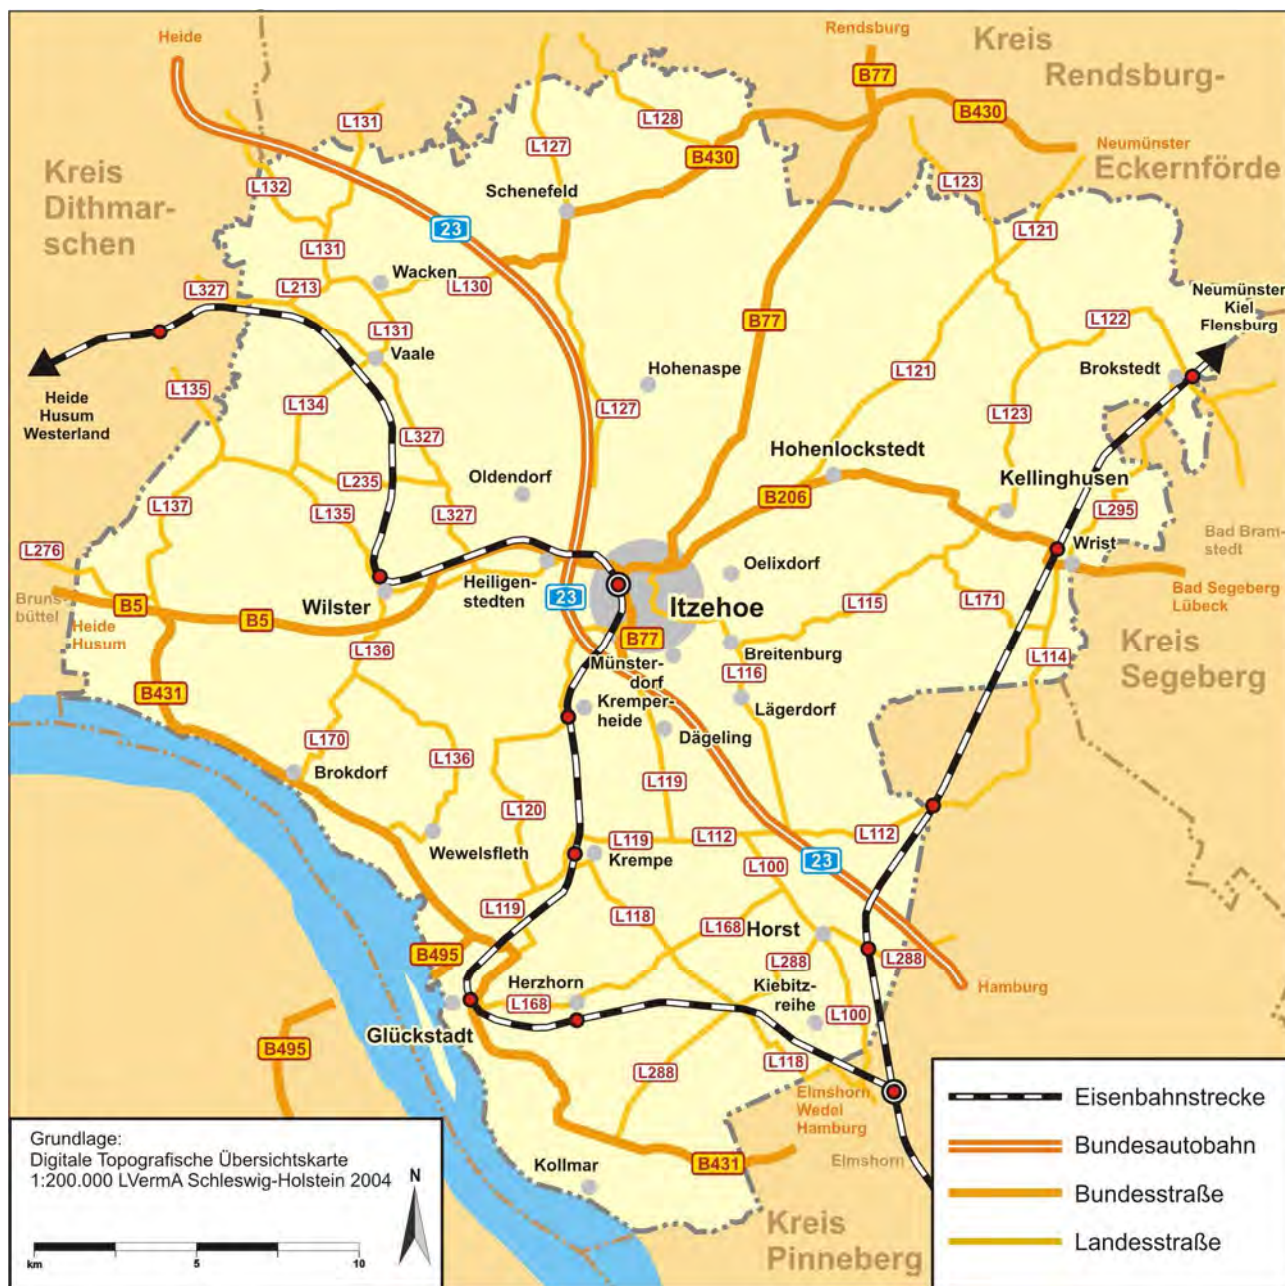 Heide
Rendsburg
Kreis
Rendsburg-
Eckernförde
B77
B430
L131
L128
L127
B430
Neumünster
Kreis
Dithmar-
schen
L132
L123
Schenefeld
23
L121
L131
Wacken
L327
L213
L130
Neumünster
Kiel
Flensburg
L131
B77
L122
Vaale
Heide
Husum
Westerland
L135
Hohenaspe
L121
Brokstedt
L134
L127
L123
L327
Hohenlockstedt
Oldendorf
L235
B206
Kellinghusen
L137
L135
L327
L295
Bad Bram-
stedt
L276
Wrist
Heiligen-
stedten
23
Oelixdorf
Bruns-
büttel
B5
B5
Wilster
Itzehoe
L115
L171
Bad Segeberg
Lübeck
Heide
Husum
L136
B77
Breitenburg
Kreis
Segeberg
L114
Münster-
dorf
L116
B431
Kremper-
heide
Lägerdorf
L170
L136
Dägeling
Brokdorf
L119
L120
L119
L112
L112
Wewelsfleth
Krempe
L100
23
L119
L118
L168
Horst
B495
L288
L288
Herzhorn
L168
Kiebitz-
reihe
Hamburg
L100
Glückstadt
B495
L288
L118
Elmshorn
Wedel
Hamburg
Elmshorn
Kollmar
B431
Kreis
Pinneberg
Eisenbahnstrecke
Bundesautobahn
Bundesstraße
Landesstraße
Grundlage:
Digitale Topografische Übersichtskarte
1:200.000 LVermA Schleswig-Holstein 2004
N
km 5 10